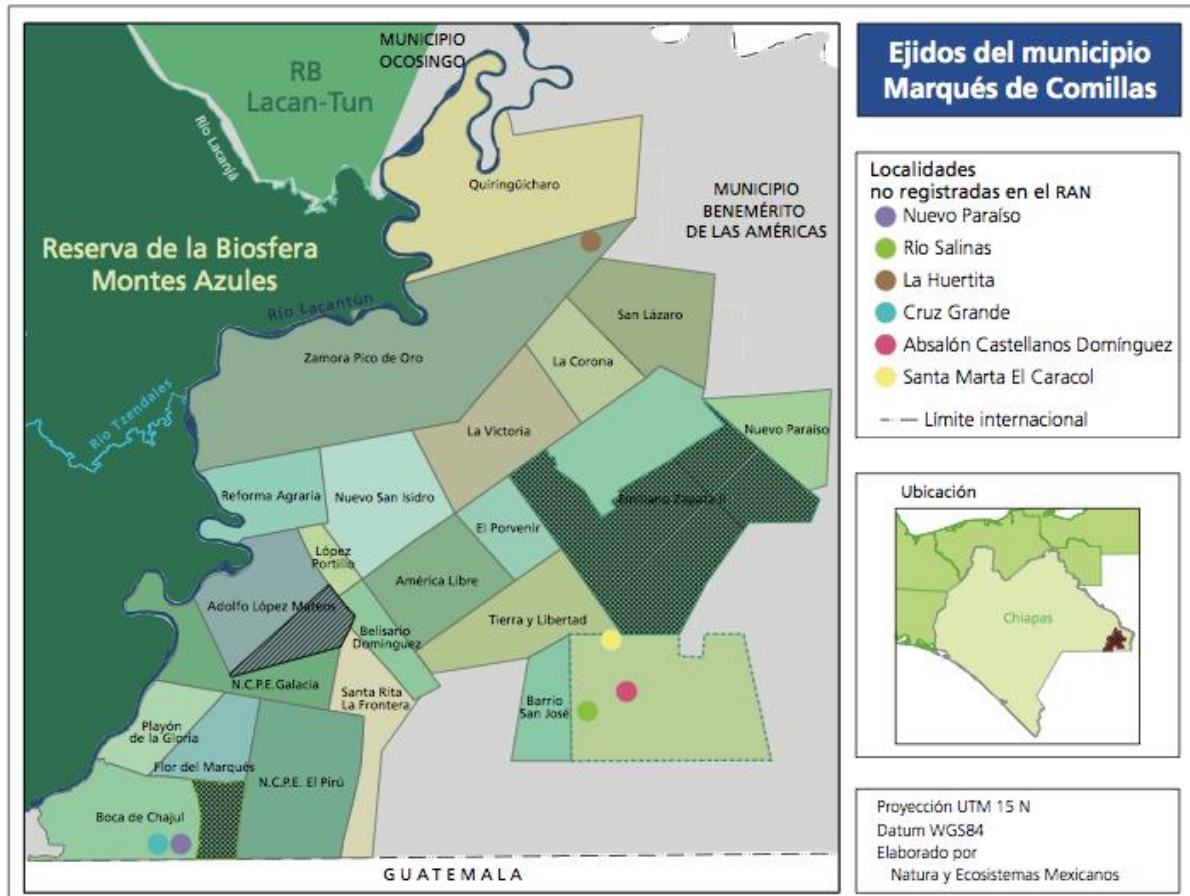 MUNICIPIO
OCOSINGO
RB
Lacan-Tun
Río Lacanjá
Quiringüícharo
MUNICIPIO
BENEMÉRITO
DE LAS AMÉRICAS
Reserva de la Biosfera
Montes Azules
Río Lacantún
San Lázaro
Zamora Pico de Oro
La Corona
Río Tzendales
La Victoria
Nuevo Paraíso
Reforma Agraria
Nuevo San Isidro
Emiliano Zapata II
El Porvenir
López
Portillo
América Libre
Adolfo López Mateos
Tierra y Libertad
Belisario
Domínguez
N.C.P.E. Galacia
Santa Rita
La Frontera
Barrio
San José
Playón
de la Gloria
Flor del Marqués
N.C.P.E. El Pirú
Boca de Chajul
GUATEMALA
Ejidos del municipio
Marqués de Comillas
Localidades
no registradas en el RAN
Nuevo Paraíso
Río Salinas
La Huertita
Cruz Grande
Absalón Castellanos Domínguez
Santa Marta El Caracol
Límite internacional
Ubicación
Chiapas
Proyección UTM 15 N
Datum WGS84
Elaborado por
Natura y Ecosistemas Mexicanos